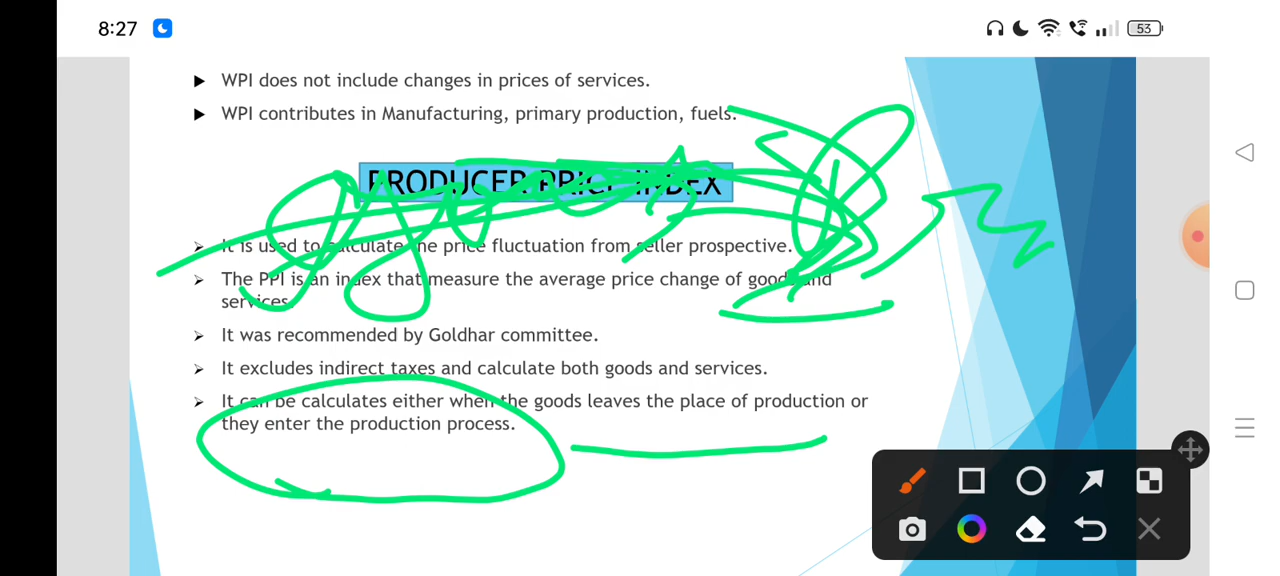 8:27
53
WPI does not include changes in prices of services.
WPI contributes in Manufacturing, primary production, fuels.
PRODUCER PRICE INDEX
It is used to calculate the price fluctuation from seller prospective.
The PPI is an index that measure the average price change of goods and
services.
It was recommended by Goldhar committee.
It excludes indirect taxes and calculate both goods and services.
It can be calculates either when the goods leaves the place of production or
they enter the production process.